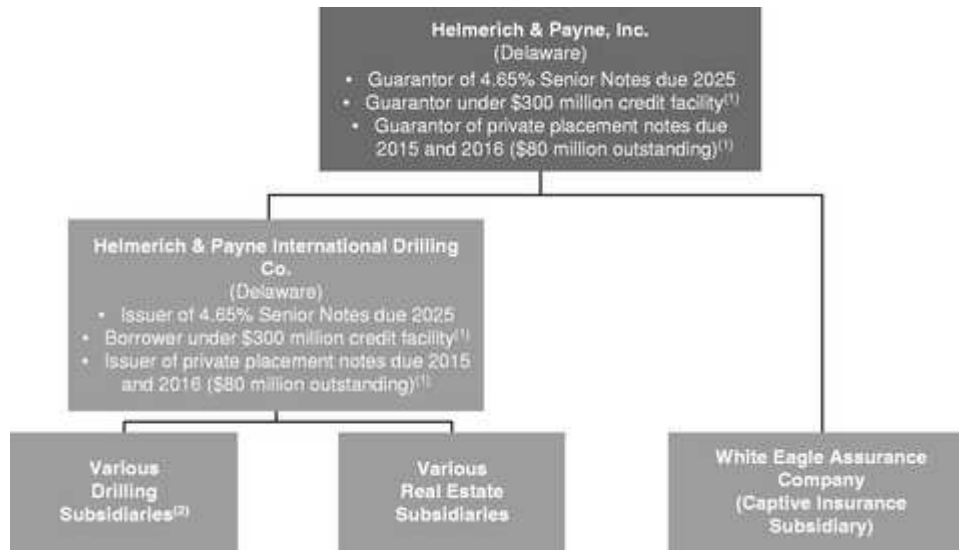 Helmerich & Payne, Inc.
(Delaware)
• Guarantor of 4.65% Senior Notes due 2025
• Guarantor under $300 million credit facility(1)
• Guarantor of private placement notes due
2015 and 2016 ($80 million outstanding)(1)
Helmerich & Payne International Drilling
Co.
(Delaware)
• Issuer of 4.65% Senior Notes due 2025
• Borrower under $300 million credit facility(1)
• Issuer of private placement notes due 2015
and 2016 ($80 million outstanding)(1)
Various
Drilling
Subsidiaries(2)
Various
Real Estate
Subsidiaries
White Eagle Assurance
Company
(Captive Insurance
Subsidiary)